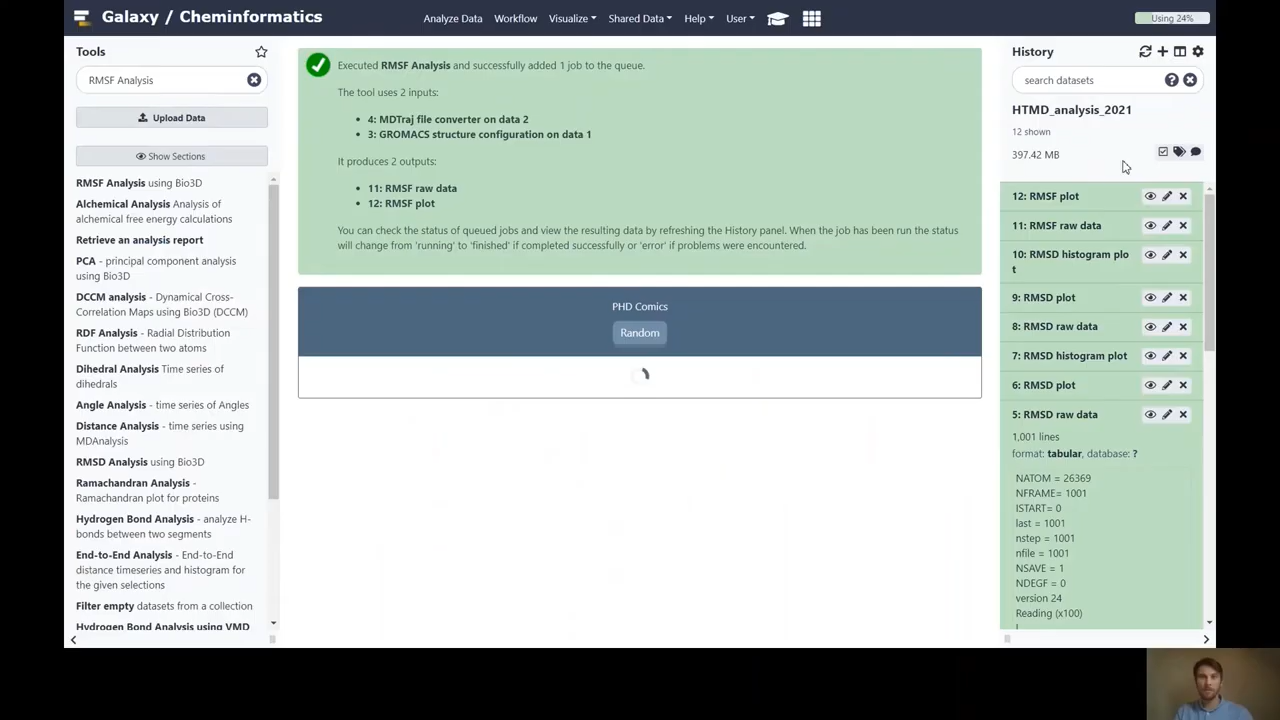 Galaxy / Cheminformatics
Analyze Data
Workflow
Visualize
Shared Data
Help
User
Using 24%
Tools
RMSF Analysis
Upload Data
Show Sections
RMSF Analysis using Bio3D
Alchemical Analysis Analysis of
alchemical free energy calculations
Retrieve an analysis report
PCA - principal component analysis
using Bio3D
DCCM analysis - Dynamical Cross-
Correlation Maps using Bio3D (DCCM)
RDF Analysis - Radial Distribution
Function between two atoms
Dihedral Analysis Time series of
dihedrals
Angle Analysis - time series of Angles
Distance Analysis - time series using
MDAnalysis
RMSD Analysis using Bio3D
Ramachandran Analysis -
Ramachandran plot for proteins
Hydrogen Bond Analysis - analyze H-
bonds between two segments
End-to-End Analysis - End-to-End
distance timeseries and histogram for
the given selections
Filter empty datasets from a collection
Hydrogen Bond Analysis using VMD
Executed RMSF Analysis and successfully added 1 job to the queue.
The tool uses 2 inputs:
4: MDTraj file converter on data 2
3: GROMACS structure configuration on data 1
It produces 2 outputs:
11: RMSF raw data
12: RMSF plot
You can check the status of queued jobs and view the resulting data by refreshing the History panel. When the job has been run the status
will change from 'running' to 'finished' if completed successfully or 'error' if problems were encountered.
PHD Comics
Random
History
search datasets
HTMD_analysis_2021
12 shown
397.42 MB
12: RMSF plot
11: RMSF raw data
10: RMSD histogram plo
t
9: RMSD plot
8: RMSD raw data
7: RMSD histogram plot
6: RMSD plot
5: RMSD raw data
1,001 lines
format: tabular, database: ?
NATOM = 26369
NFRAME= 1001
ISTART= 0
last = 1001
nstep = 1001
nfile = 1001
NSAVE = 1
NDEGF = 0
version 24
Reading (x100)